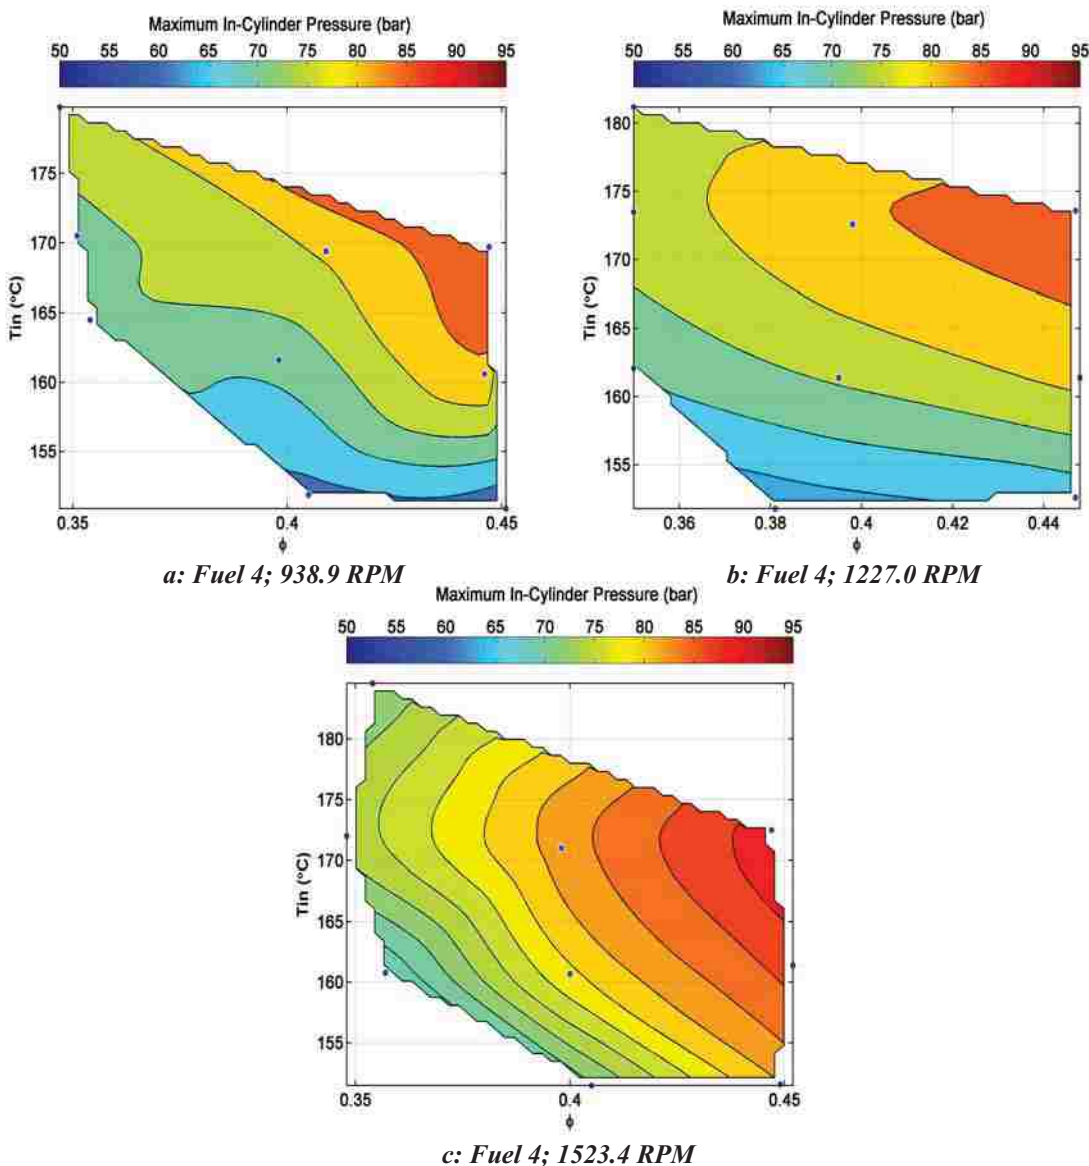 Maximum In-Cylinder Pressure (bar)
50 55 60 65 70 75 80 85 90 95
Tin (°C)
175
170
165
160
155
0.35 0.4 0.45
ϕ
a: Fuel 4; 938.9 RPM
Maximum In-Cylinder Pressure (bar)
50 55 60 65 70 75 80 85 90 95
Tin (°C)
180
175
170
165
160
155
0.36 0.38 0.4 0.42 0.44
ϕ
b: Fuel 4; 1227.0 RPM
Maximum In-Cylinder Pressure (bar)
50 55 60 65 70 75 80 85 90 95
Tin (°C)
180
175
170
165
160
155
0.35 0.4 0.45
ϕ
c: Fuel 4; 1523.4 RPM